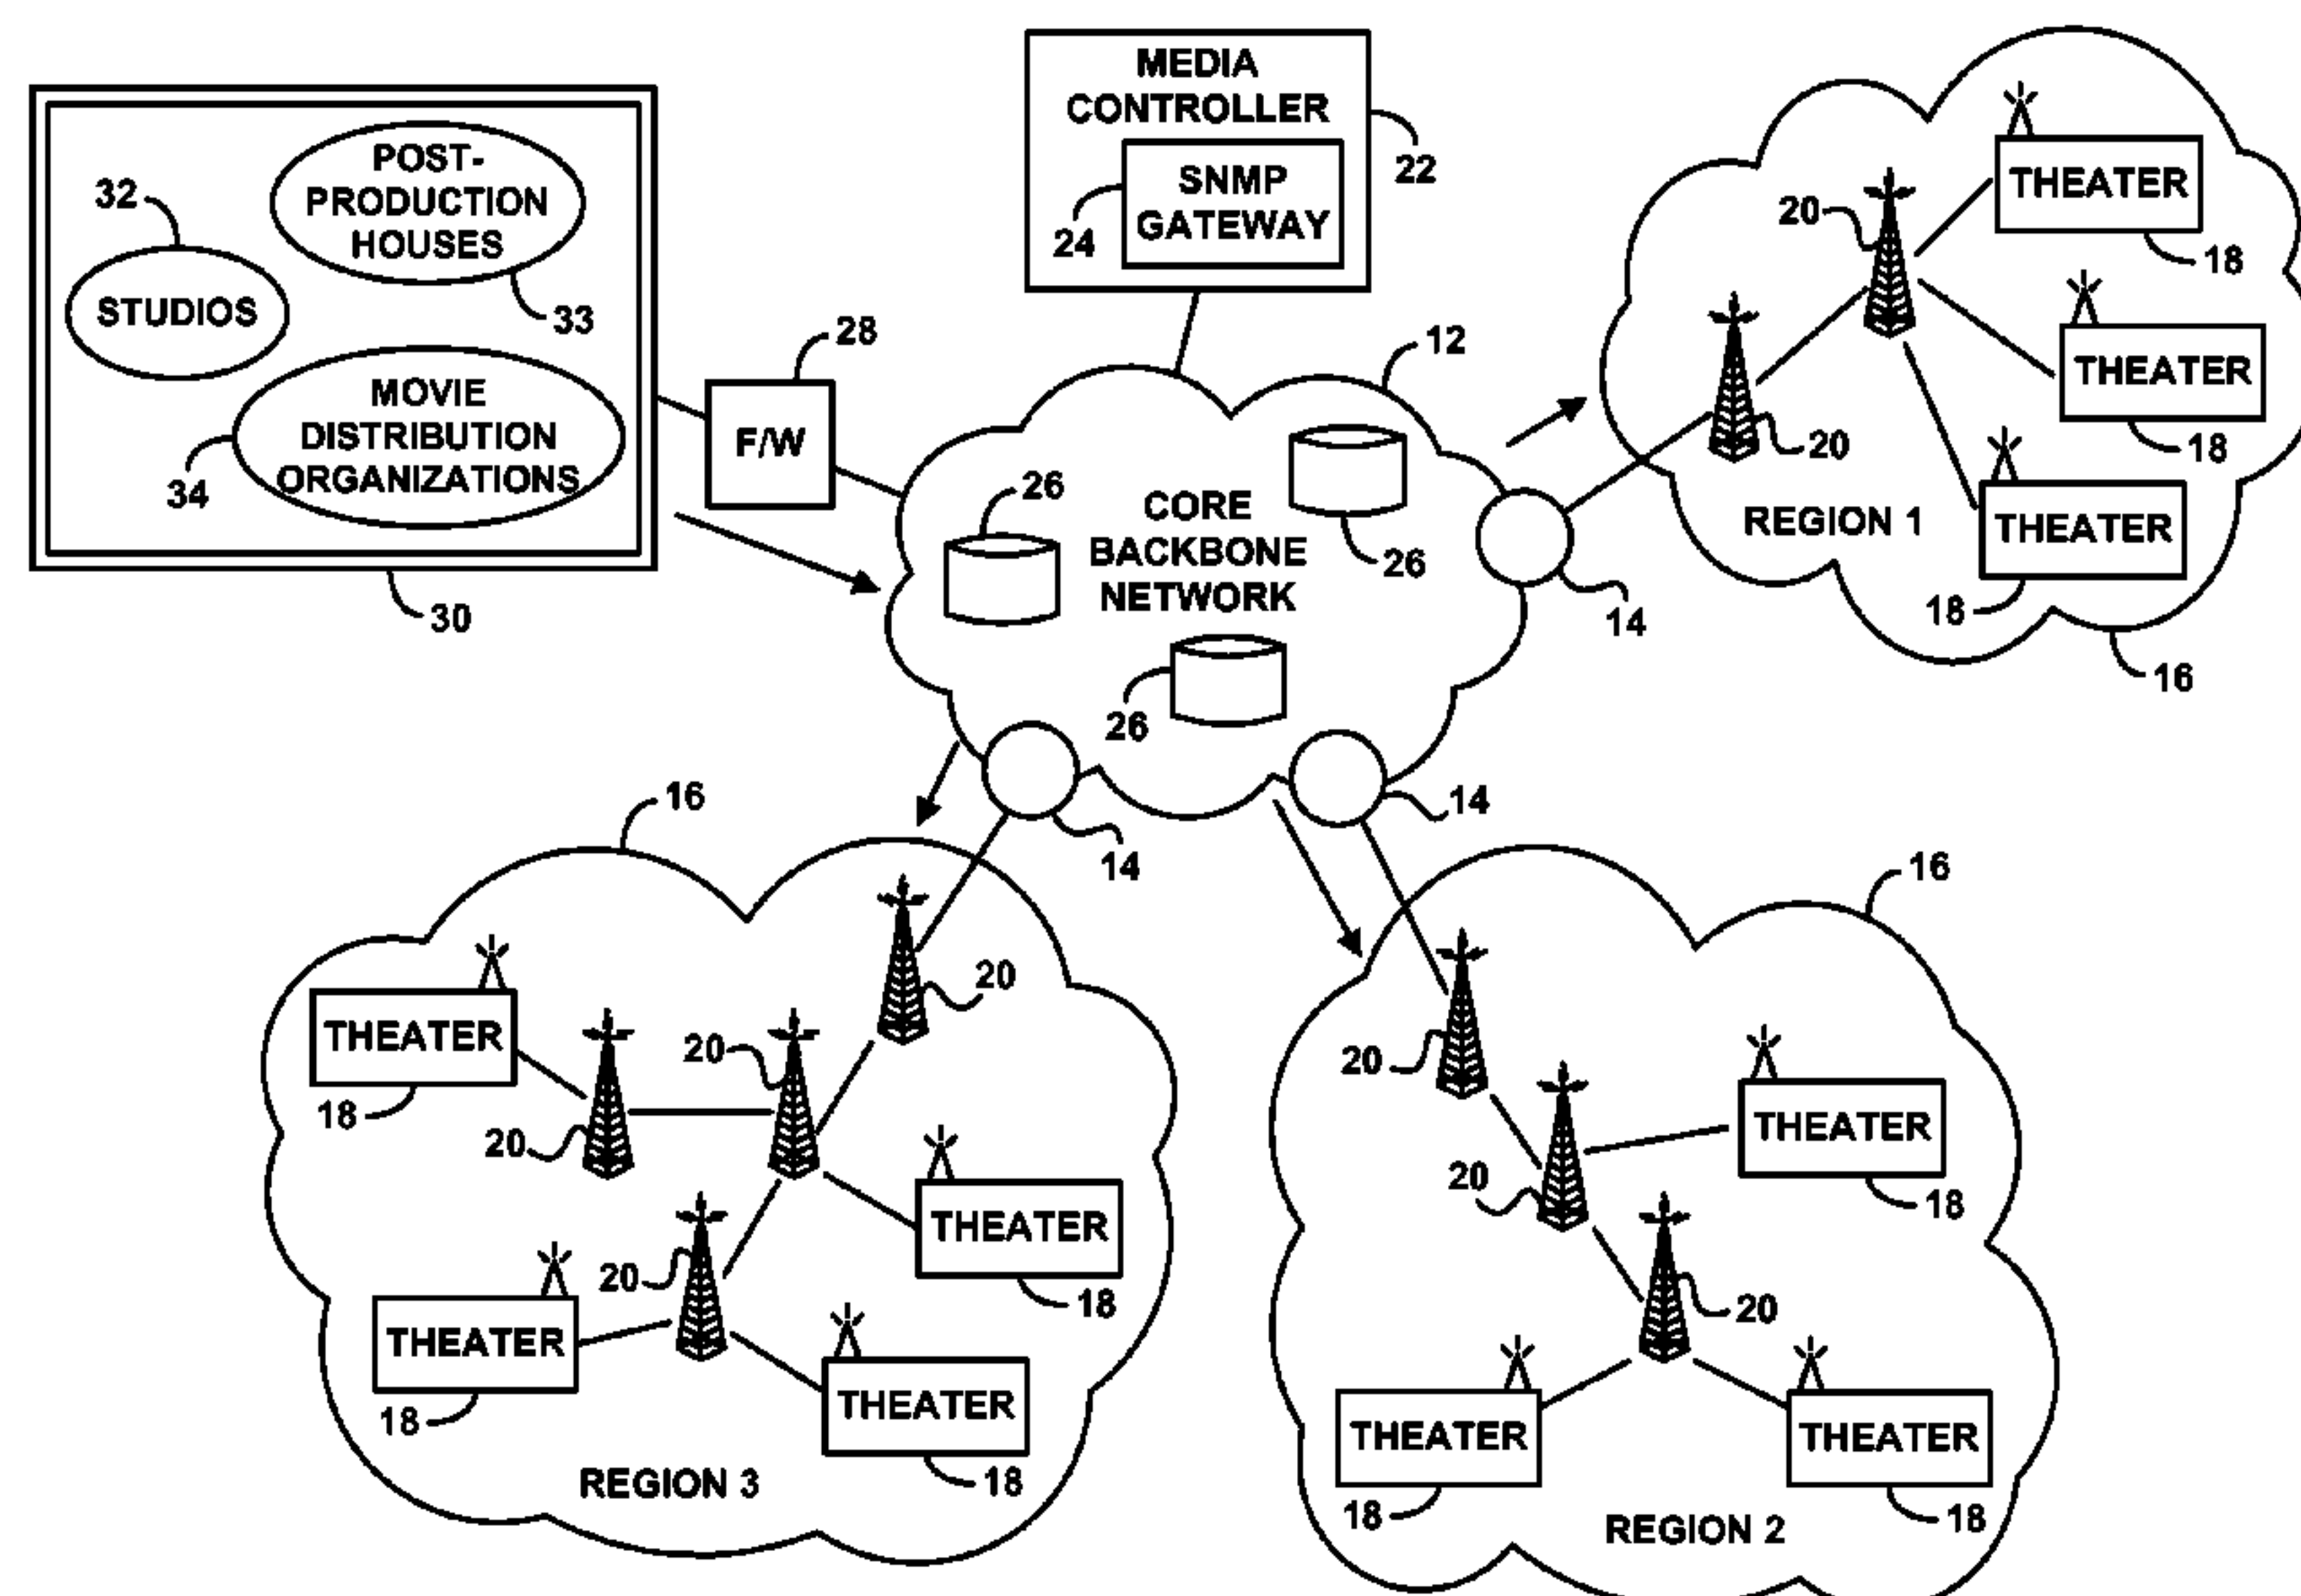 MEDIA
CONTROLLER
SNMP
GATEWAY
22
24
POST-
PRODUCTION
HOUSES
33
32
STUDIOS
MOVIE
DISTRIBUTION
ORGANIZATIONS
34
30
28
F/W
12
CORE
BACKBONE
NETWORK
26
26
26
14
14
14
THEATER
18
20
THEATER
18
20
THEATER
18
REGION 1
16
16
20
THEATER
18
20
20
THEATER
18
20
THEATER
18
THEATER
18
REGION 3
16
20
THEATER
18
20
20
THEATER
18
THEATER
18
REGION 2